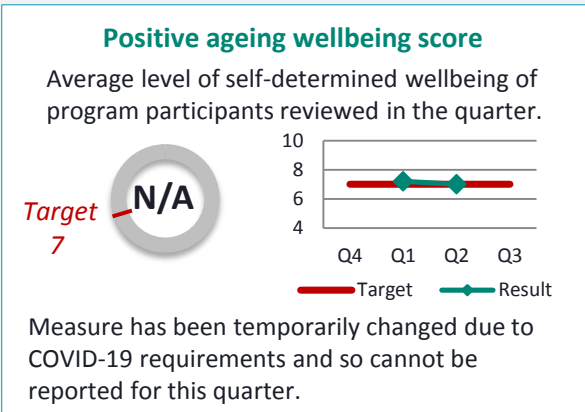 Positive ageing wellbeing score
Average level of self-determined wellbeing of
program participants reviewed in the quarter.
N/A
Target
7
10
8
6
4
Q4 Q1 Q2 Q3
Target Result
Measure has been temporarily changed due to
COVID-19 requirements and so cannot be
reported for this quarter.